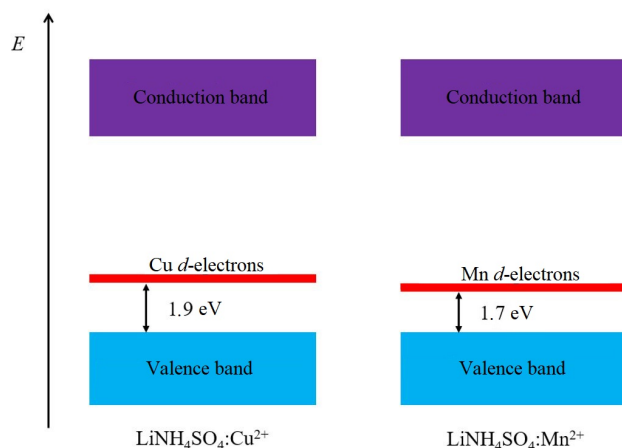 E
Conduction band
Conduction band
Cu d-electrons
Mn d-electrons
1.9 eV
1.7 eV
Valence band
Valence band
LiNH₄SO₄:Cu²⁺
LiNH₄SO₄:Mn²⁺